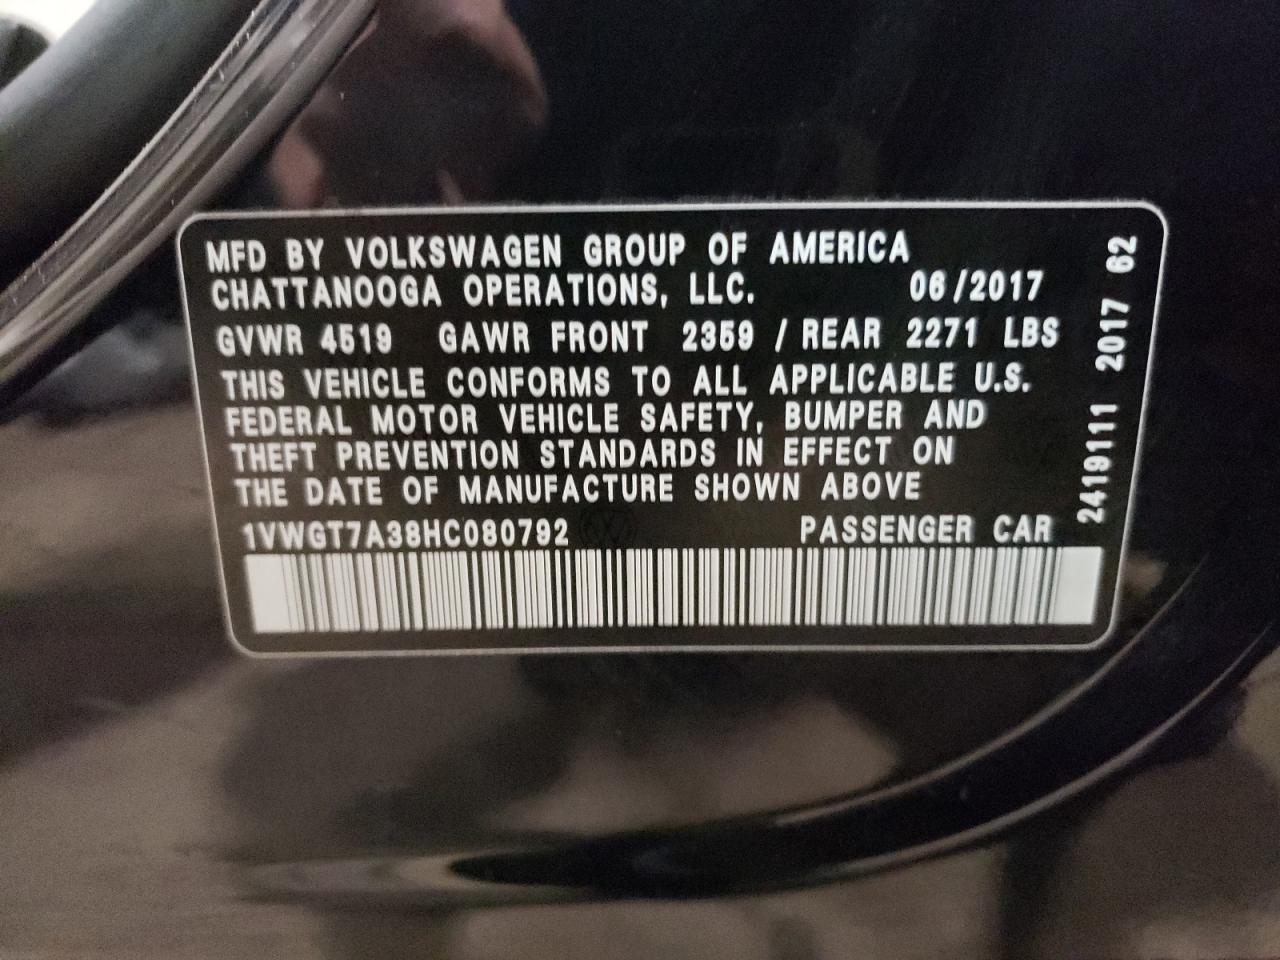 MFD BY VOLKSWAGEN GROUP OF AMERICA
CHATTANOOGA OPERATIONS, LLC. 06/2017
GVWR 4519 GAWR FRONT 2359 / REAR 2271 LBS
THIS VEHICLE CONFORMS TO ALL APPLICABLE U.S.
FEDERAL MOTOR VEHICLE SAFETY, BUMPER AND
THEFT PREVENTION STANDARDS IN EFFECT ON
THE DATE OF MANUFACTURE SHOWN ABOVE
1VWGT7A38HC080792 PASSENGER CAR
2419111 2017 62